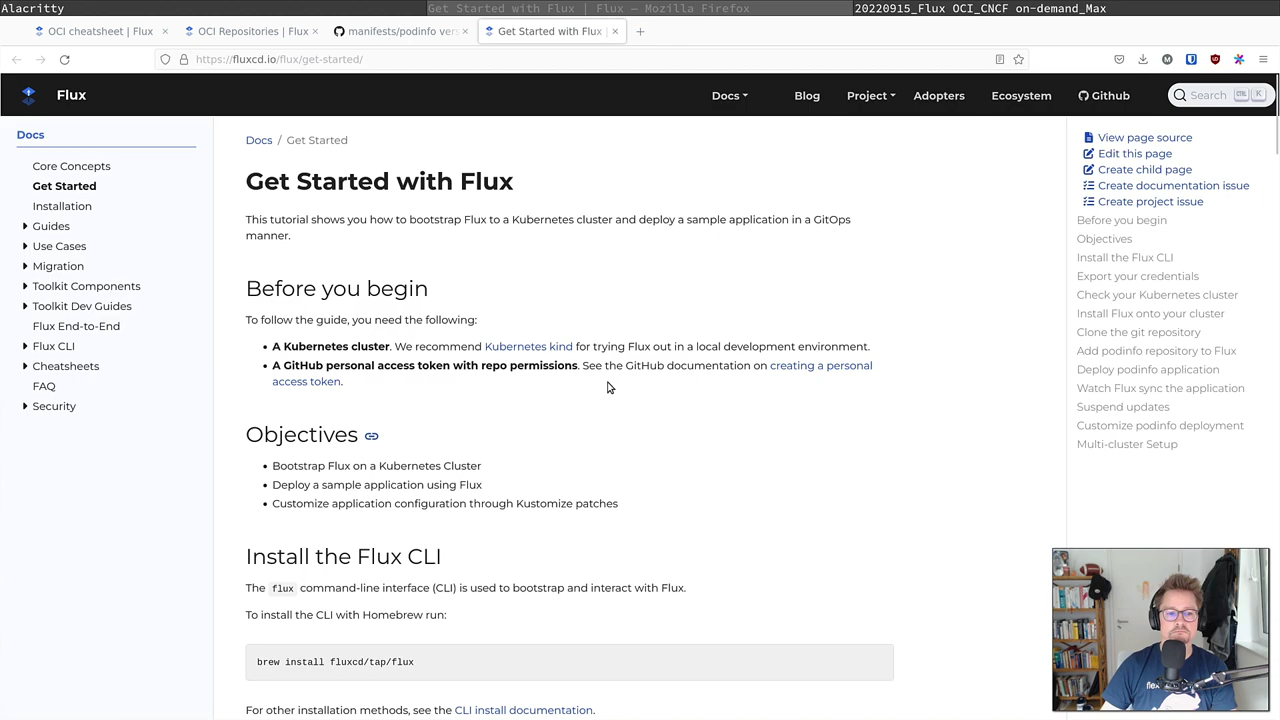 Alacritty
Get Started with Flux | Flux — Mozilla Firefox
20220915_Flux OCI_CNCF on-demand_Max
OCI cheatsheet | Flux
OCI Repositories | Flux
manifests/podinfo vers
Get Started with Flux |
https://fluxcd.io/flux/get-started/
Flux
Docs
Blog
Project
Adopters
Ecosystem
Github
Search
CTRL
K
Docs
Core Concepts
Get Started
Installation
Guides
Use Cases
Migration
Toolkit Components
Toolkit Dev Guides
Flux End-to-End
Flux CLI
Cheatsheets
FAQ
Security
Docs / Get Started
Get Started with Flux
This tutorial shows you how to bootstrap Flux to a Kubernetes cluster and deploy a sample application in a GitOps
manner.
Before you begin
To follow the guide, you need the following:
• A Kubernetes cluster. We recommend Kubernetes kind for trying Flux out in a local development environment.
• A GitHub personal access token with repo permissions. See the GitHub documentation on creating a personal
access token.
Objectives
• Bootstrap Flux on a Kubernetes Cluster
• Deploy a sample application using Flux
• Customize application configuration through Kustomize patches
Install the Flux CLI
The flux command-line interface (CLI) is used to bootstrap and interact with Flux.
To install the CLI with Homebrew run:
brew install fluxcd/tap/flux
For other installation methods, see the CLI install documentation.
View page source
Edit this page
Create child page
Create documentation issue
Create project issue
Before you begin
Objectives
Install the Flux CLI
Export your credentials
Check your Kubernetes cluster
Install Flux onto your cluster
Clone the git repository
Add podinfo repository to Flux
Deploy podinfo application
Watch Flux sync the application
Suspend updates
Customize podinfo deployment
Multi-cluster Setup